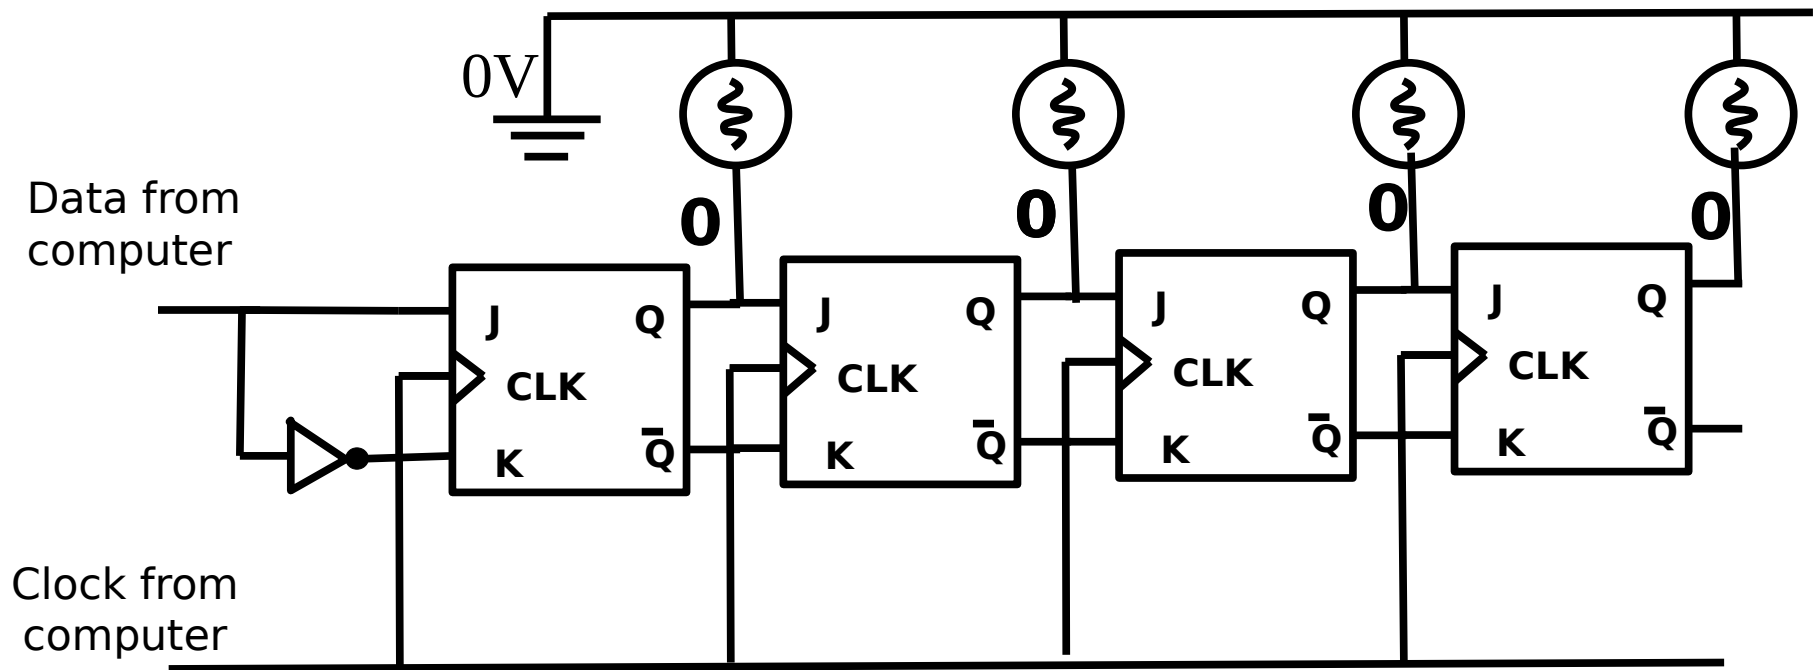 0V
Data from
computer
0
0
0
0
J
Q
CLK
K
Q̅
J
Q
CLK
K
Q̅
J
Q
CLK
K
Q̅
J
Q
CLK
K
Q̅
Clock from
computer